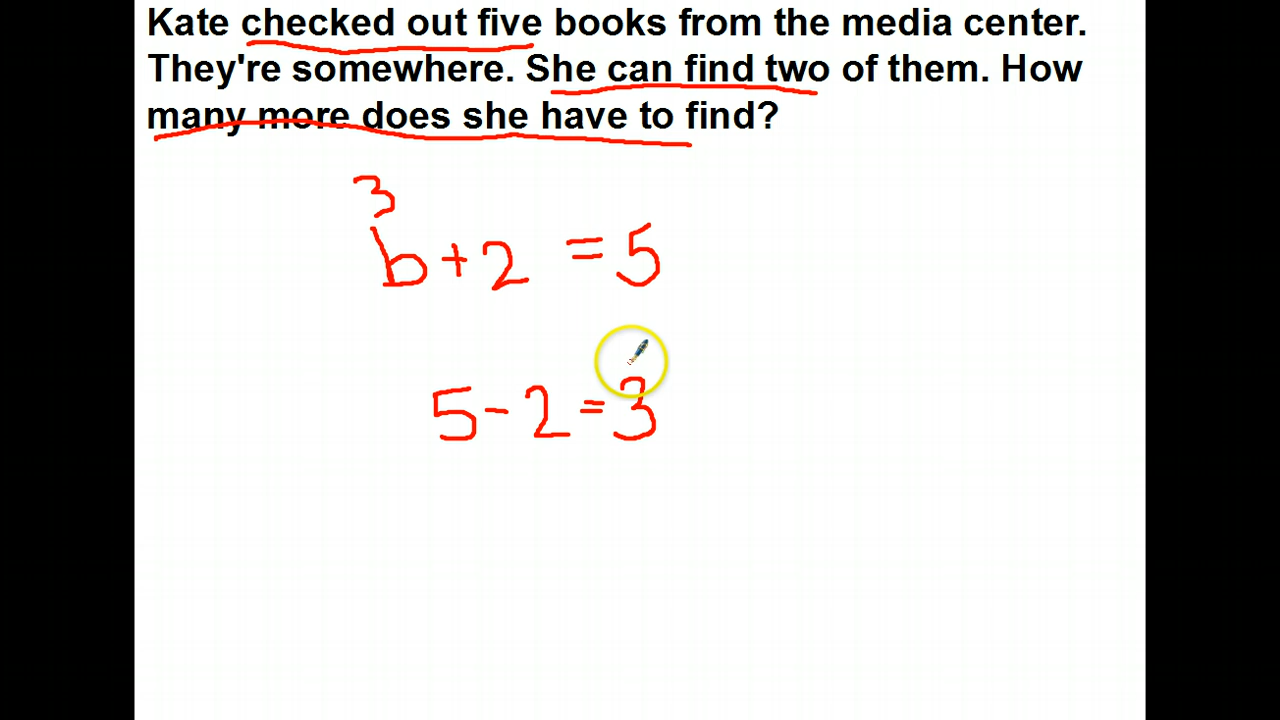 Kate checked out five books from the media center.
They're somewhere. She can find two of them. How
many more does she have to find?
3
b+2 = 5
5-2=3